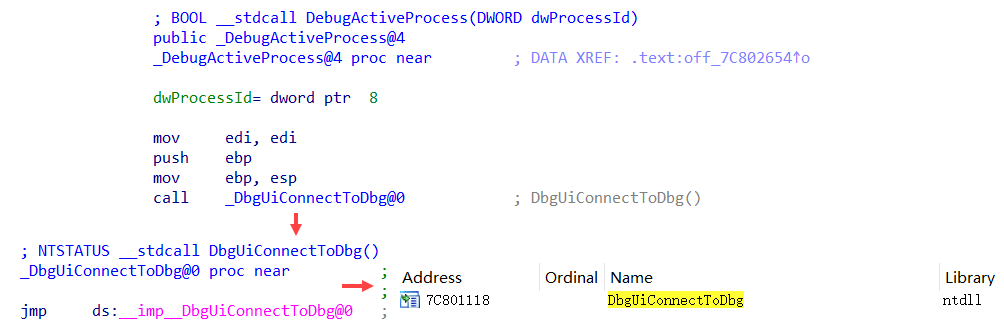 ; BOOL __stdcall DebugActiveProcess(DWORD dwProcessId)
public _DebugActiveProcess@4
_DebugActiveProcess@4 proc near ; DATA XREF: .text:off_7C802654↑o
dwProcessId= dword ptr 8
mov edi, edi
push ebp
mov ebp, esp
call _DbgUiConnectToDbg@0 ; DbgUiConnectToDbg()
; NTSTATUS __stdcall DbgUiConnectToDbg()
_DbgUiConnectToDbg@0 proc near ;
;
jmp ds:__imp__DbgUiConnectToDbg@0 ;
Address Ordinal Name Library
7C801118 DbgUiConnectToDbg ntdll